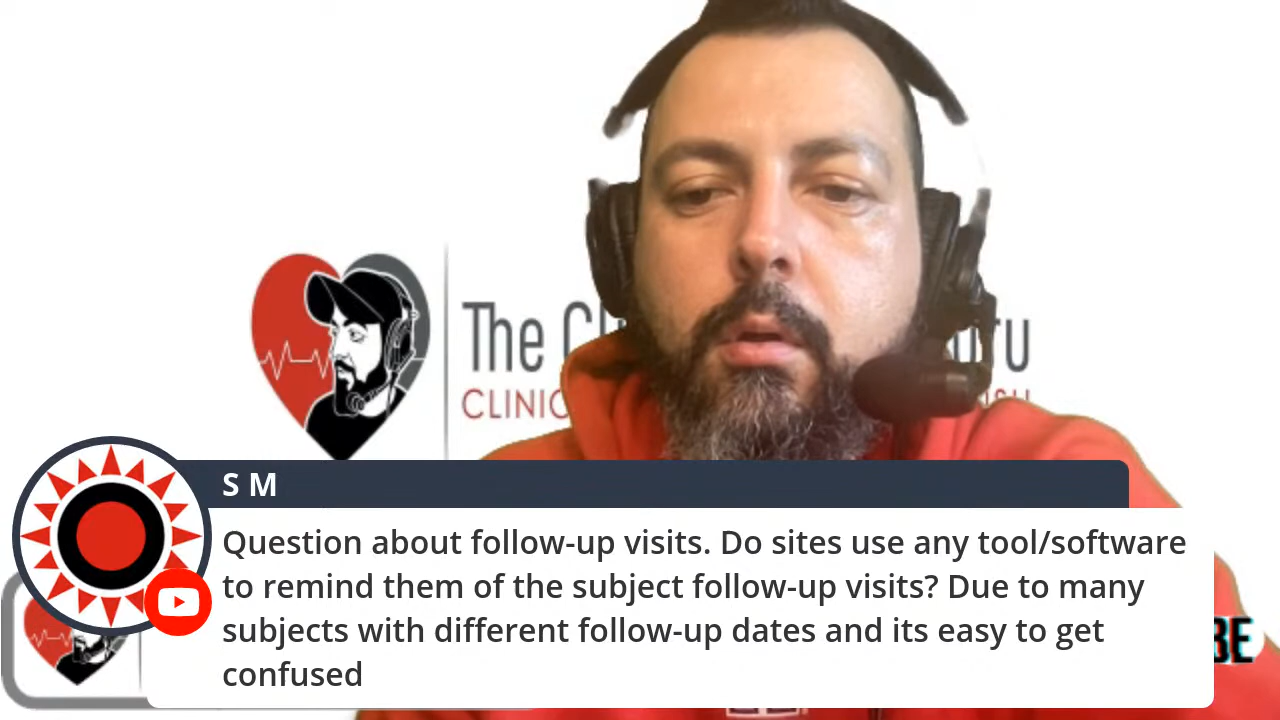 The Cl
uru
CLINIC
S M
Question about follow-up visits. Do sites use any tool/software
to remind them of the subject follow-up visits? Due to many
subjects with different follow-up dates and its easy to get
confused
BE